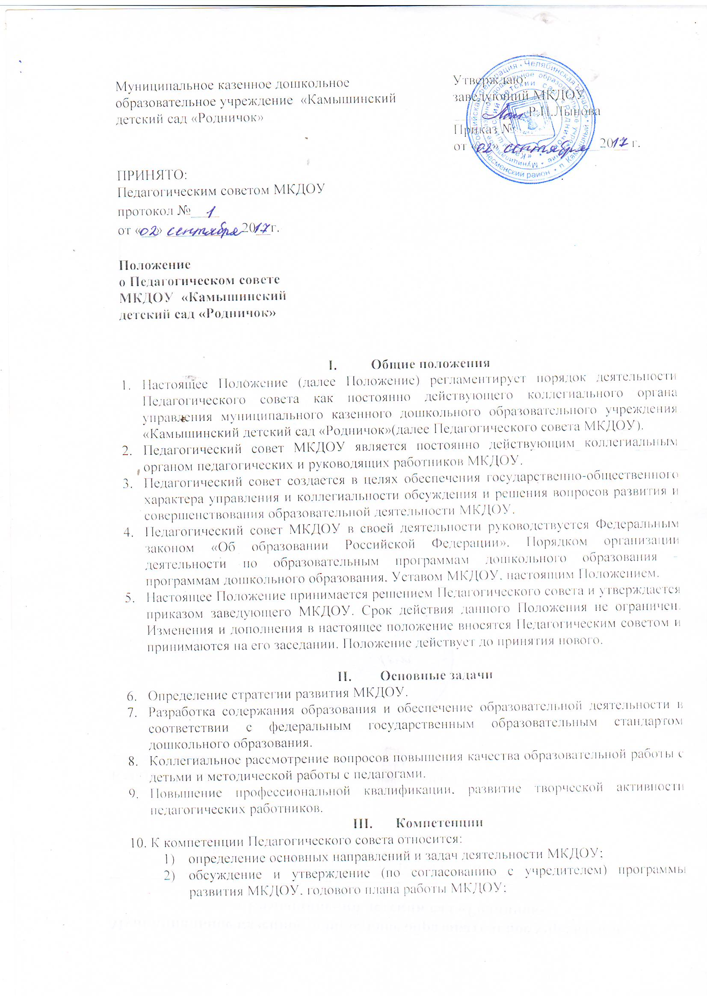 Муниципальное казенное дошкольное
образовательное учреждение «Камышинский
детский сад «Родничок»
Утверждаю:
заведующий МКДОУ
Р.П.Лынова
Приказ №
от «02» сентября 2017 г.
Российская Федерация • Челябинская область • Чесменский район • п. Камышный
Муниципальное казенное дошкольное образовательное учреждение
«Камышинский детский сад «Родничок»
ПРИНЯТО:
Педагогическим советом МКДОУ
протокол № 1
от «02» сентября 2017г.
Положение
о Педагогическом совете
МКДОУ «Камышинский
детский сад «Родничок»
I. Общие положения
1. Настоящее Положение (далее Положение) регламентирует порядок деятельности
Педагогического совета как постоянно действующего коллегиального органа
управления муниципального казенного дошкольного образовательного учреждения
«Камышинский детский сад «Родничок»(далее Педагогического совета МКДОУ).
2. Педагогический совет МКДОУ является постоянно действующим коллегиальным
органом педагогических и руководящих работников МКДОУ.
3. Педагогический совет создается в целях обеспечения государственно-общественного
характера управления и коллегиальности обсуждения и решения вопросов развития и
совершенствования образовательной деятельности МКДОУ.
4. Педагогический совет МКДОУ в своей деятельности руководствуется Федеральным
законом «Об образовании Российской Федерации». Порядком организации
деятельности по образовательным программам дошкольного образования -
программам дошкольного образования. Уставом МКДОУ. настоящим Положением.
5. Настоящее Положение принимается решением Педагогического совета и утверждается
приказом заведующего МКДОУ. Срок действия данного Положения не ограничен.
Изменения и дополнения в настоящее положение вносятся Педагогическим советом и
принимаются на его заседании. Положение действует до принятия нового.
II. Основные задачи
6. Определение стратегии развития МКДОУ.
7. Разработка содержания образования и обеспечение образовательной деятельности в
соответствии с федеральным государственным образовательным стандартом
дошкольного образования.
8. Коллегиальное рассмотрение вопросов повышения качества образовательной работы с
детьми и методической работы с педагогами.
9. Повышение профессиональной квалификации. развитие творческой активности
педагогических работников.
III. Компетенции
10. К компетенции Педагогического совета относится:
1) определение основных направлений и задач деятельности МКДОУ;
2) обсуждение и утверждение (по согласованию с учредителем) программы
развития МКДОУ. годового плана работы МКДОУ;